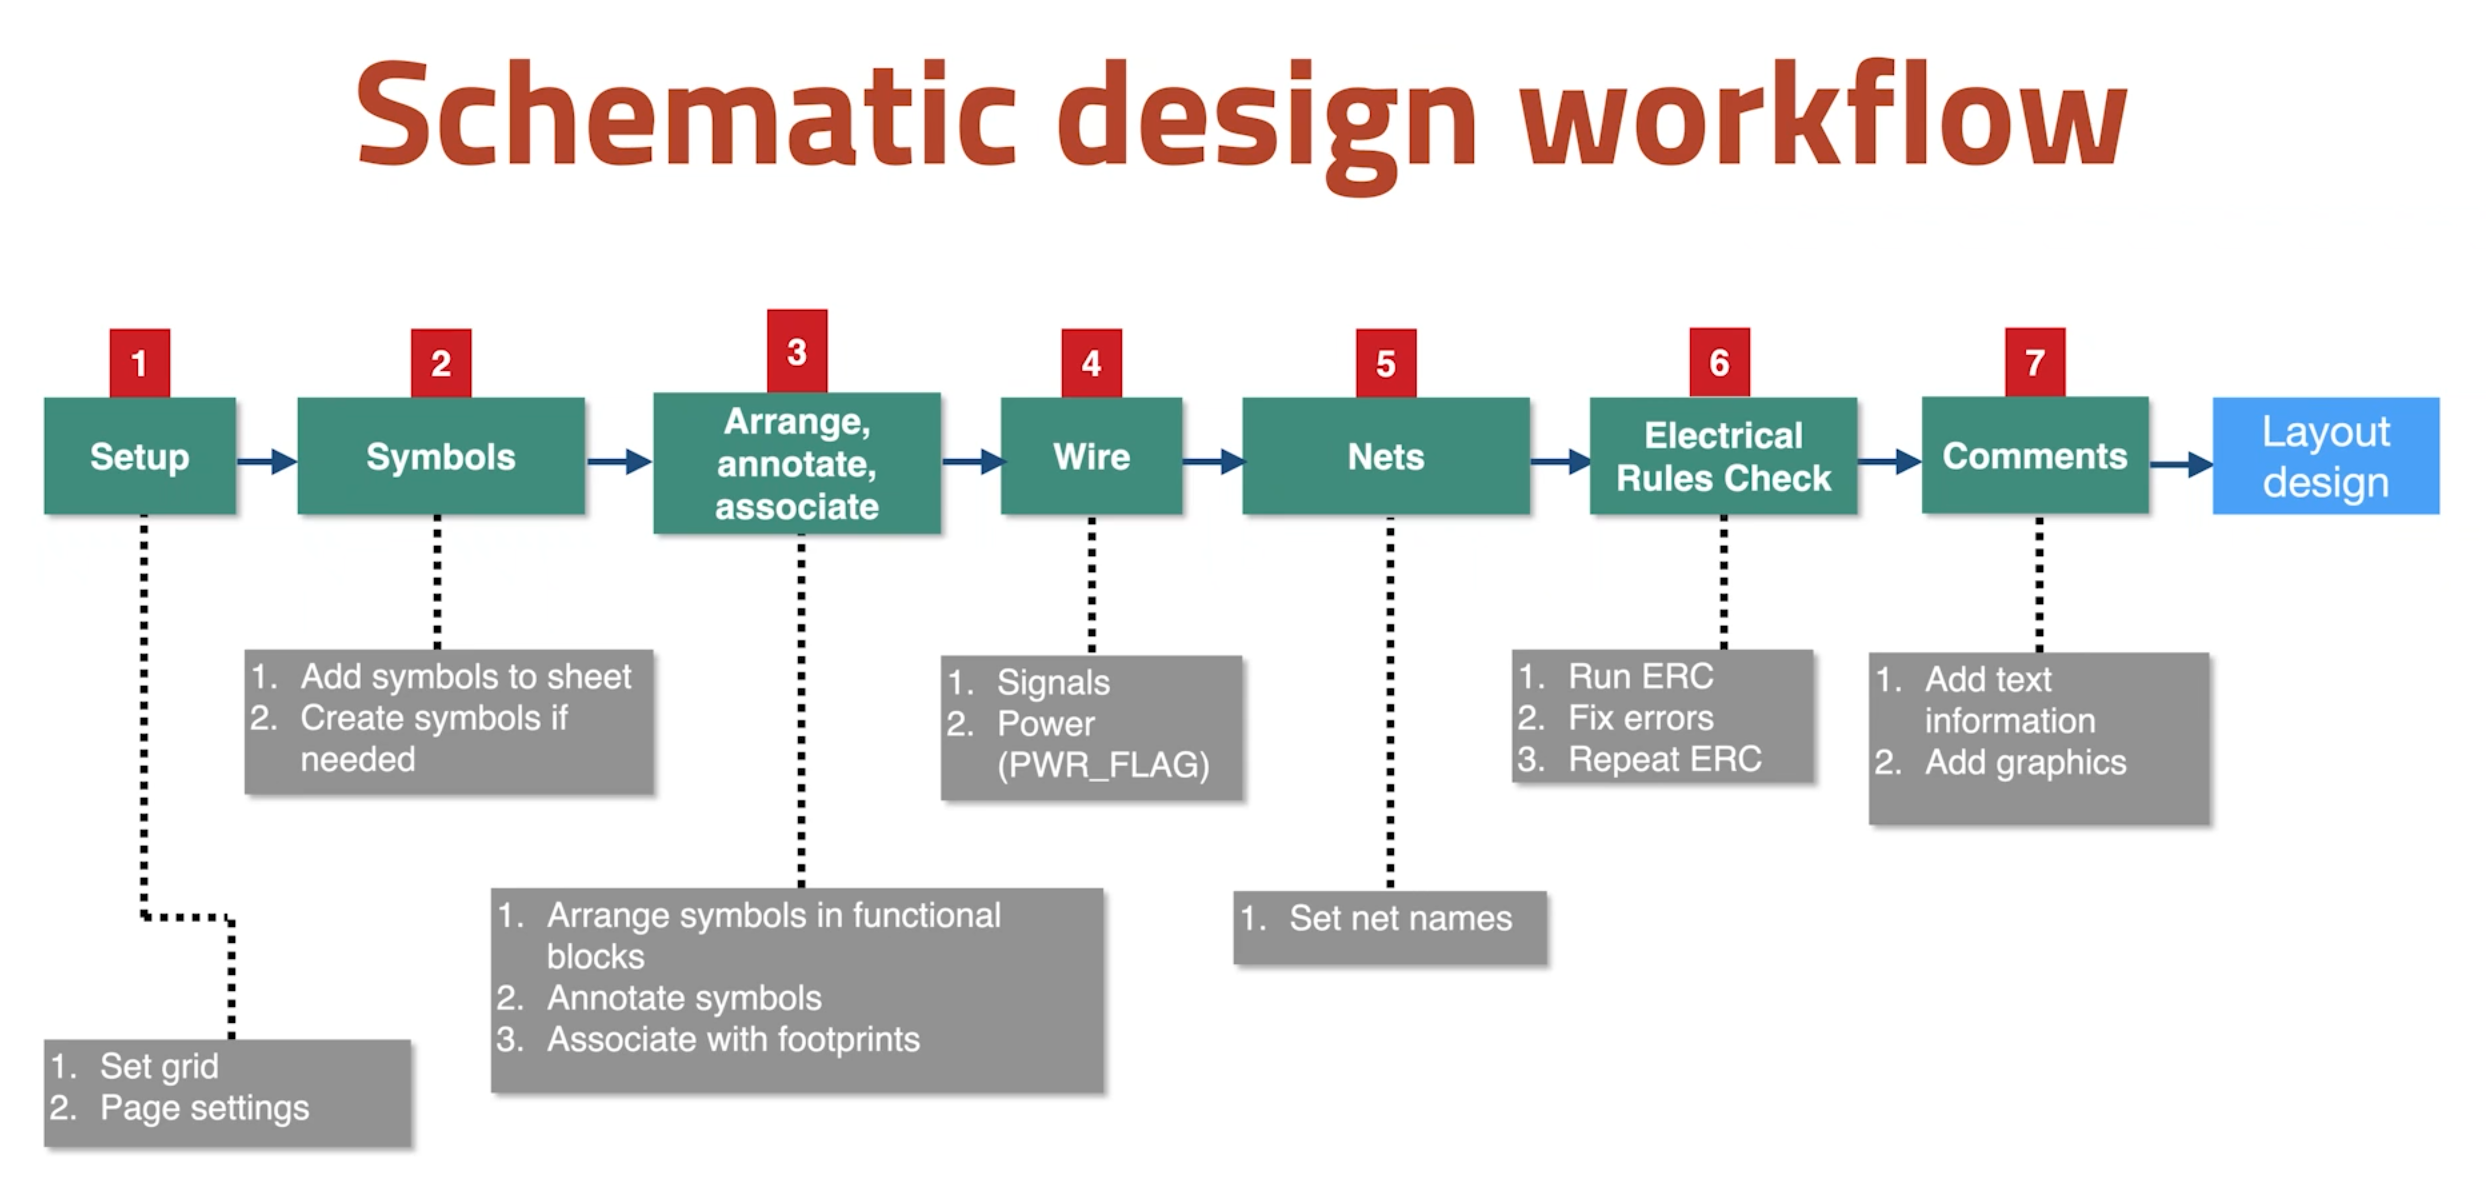 Schematic design workflow
1
Setup
2
Symbols
3
Arrange,
annotate,
associate
4
Wire
5
Nets
6
Electrical
Rules Check
7
Comments
Layout
design
1. Add symbols to sheet
2. Create symbols if
needed
1. Signals
2. Power
(PWR_FLAG)
1. Run ERC
2. Fix errors
3. Repeat ERC
1. Add text
information
2. Add graphics
1. Arrange symbols in functional
blocks
2. Annotate symbols
3. Associate with footprints
1. Set net names
1. Set grid
2. Page settings